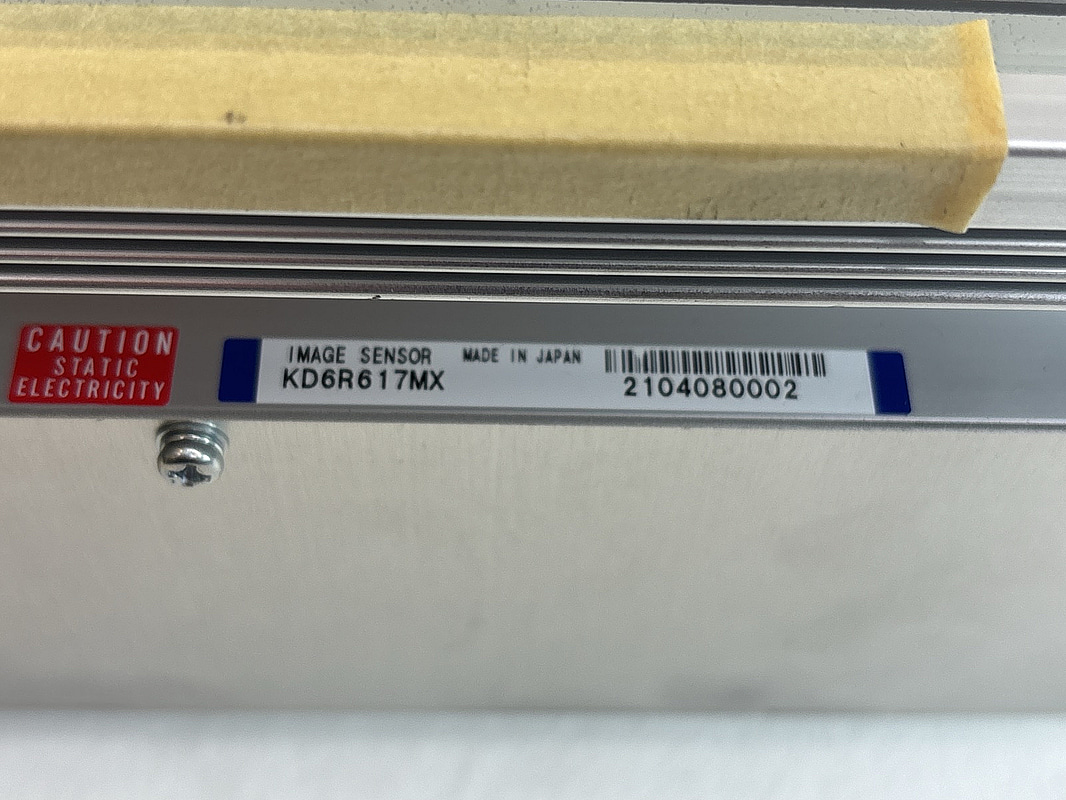 CAUTION
STATIC
ELECTRICITY
IMAGE SENSOR MADE IN JAPAN
KD6R617MX
2104080002